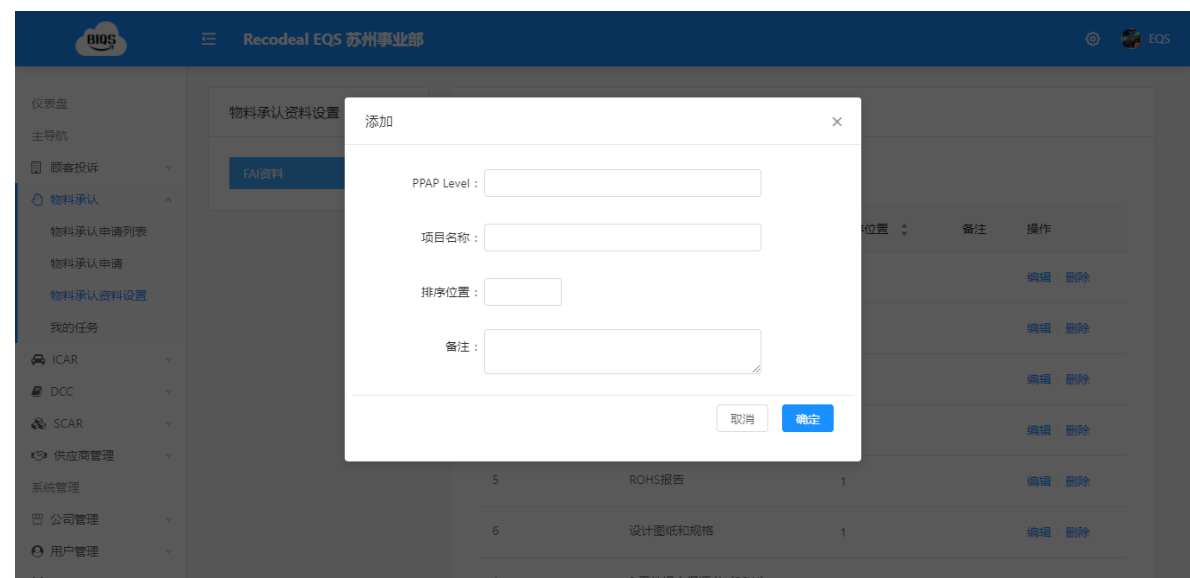 BIQS
Recodeal EQS 苏州事业部
EQS
仪表盘
主导航
顾客投诉
物料承认
物料承认申请列表
物料承认申请
物料承认资料设置
我的任务
ICAR
DCC
SCAR
供应商管理
系统管理
公司管理
用户管理
物料承认资料设置
FAI资料
添加
PPAP Level :
项目名称 :
排序位置 :
备注 :
取消
确定
位置
备注
操作
编辑 删除
编辑 删除
编辑 删除
编辑 删除
5 ROHS报告 1 编辑 删除
6 设计图纸和规格 1 编辑 删除